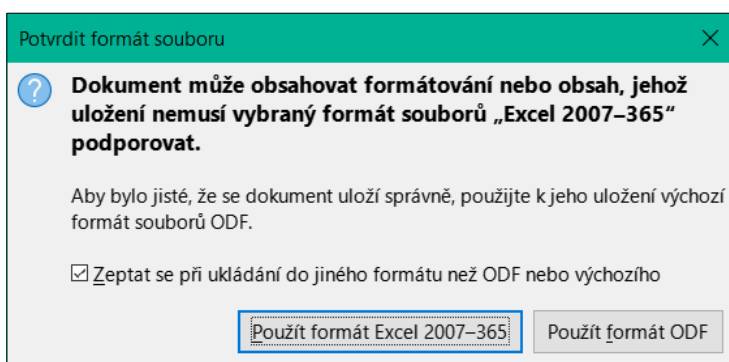 Potvrdit formát souboru
Dokument může obsahovat formátování nebo obsah, jehož
uložení nemusí vybraný formát souborů „Excel 2007–365“
podporovat.
Aby bylo jisté, že se dokument uloží správně, použijte k jeho uložení výchozí
formát souborů ODF.
Zeptat se při ukládání do jiného formátu než ODF nebo výchozího
Použít formát Excel 2007–365
Použít formát ODF